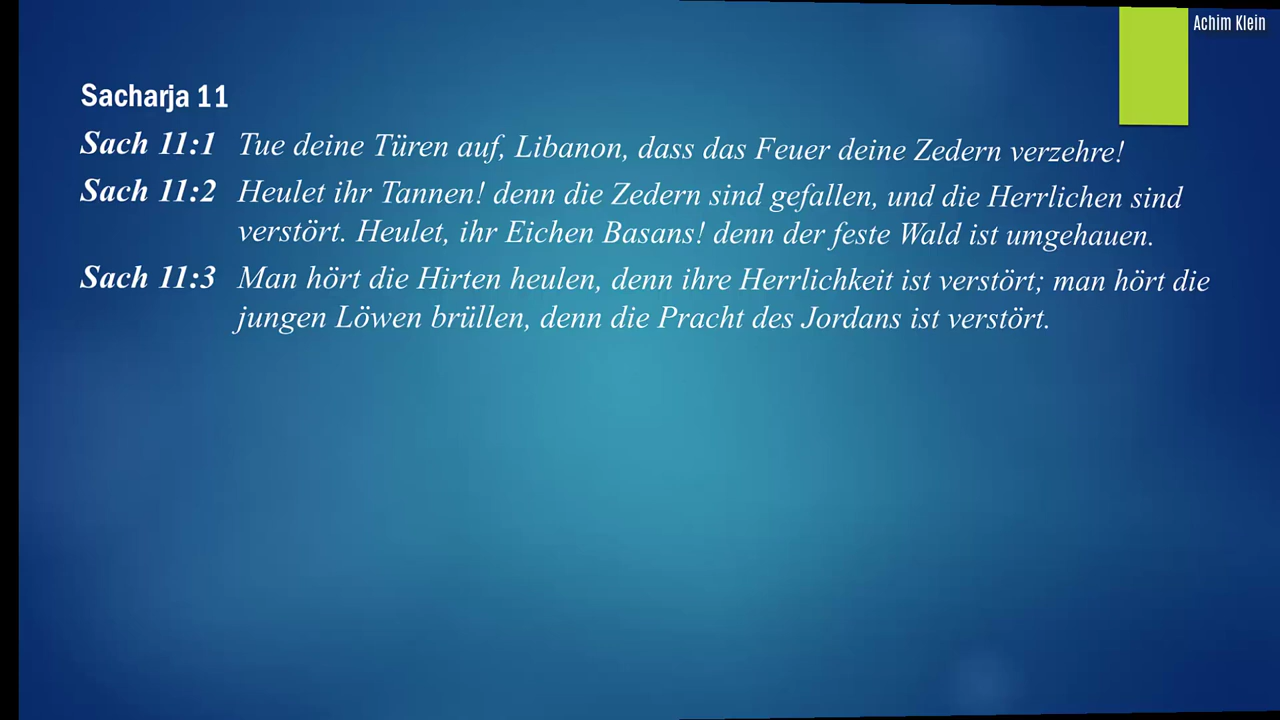 Achim Klein
Sacharja 11
Sach 11:1 Tue deine Türen auf, Libanon, dass das Feuer deine Zedern verzehre!
Sach 11:2 Heulet ihr Tannen! denn die Zedern sind gefallen, und die Herrlichen sind
verstört. Heulet, ihr Eichen Basans! denn der feste Wald ist umgehauen.
Sach 11:3 Man hört die Hirten heulen, denn ihre Herrlichkeit ist verstört; man hört die
jungen Löwen brüllen, denn die Pracht des Jordans ist verstört.